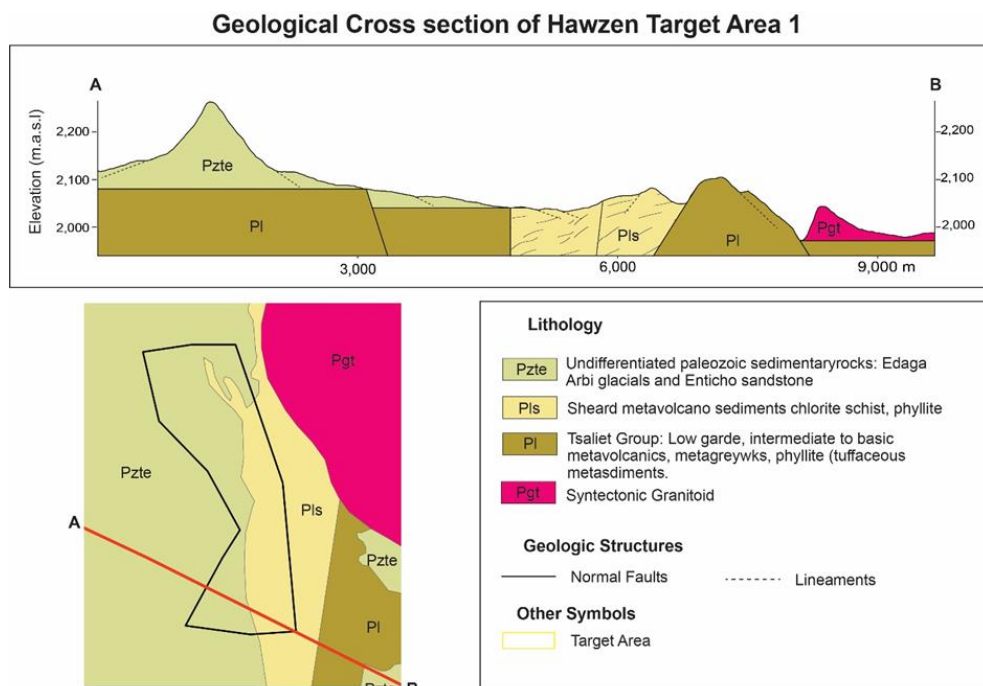 Geological Cross section of Hawzen Target Area 1
A
B
Elevation (m.a.s.l)
2,200
2,100
2,000
2,200
2,100
2,000
Pzte
Pl
Pls
Pl
Pgt
3,000
6,000
9,000 m
Pgt
Pzte
Pls
A
Pzte
Pl
Lithology
Pzte
Undifferentiated paleozoic sedimentaryrocks: Edaga
Arbi glacials and Enticho sandstone
Pls
Sheard metavolcano sediments chlorite schist, phyllite
Pl
Tsaliet Group: Low garde, intermediate to basic
metavolcanics, metagreywks, phyllite (tuffaceous
metasdiments.
Pgt
Syntectonic Granitoid
Geologic Structures
Normal Faults
Lineaments
Other Symbols
Target Area